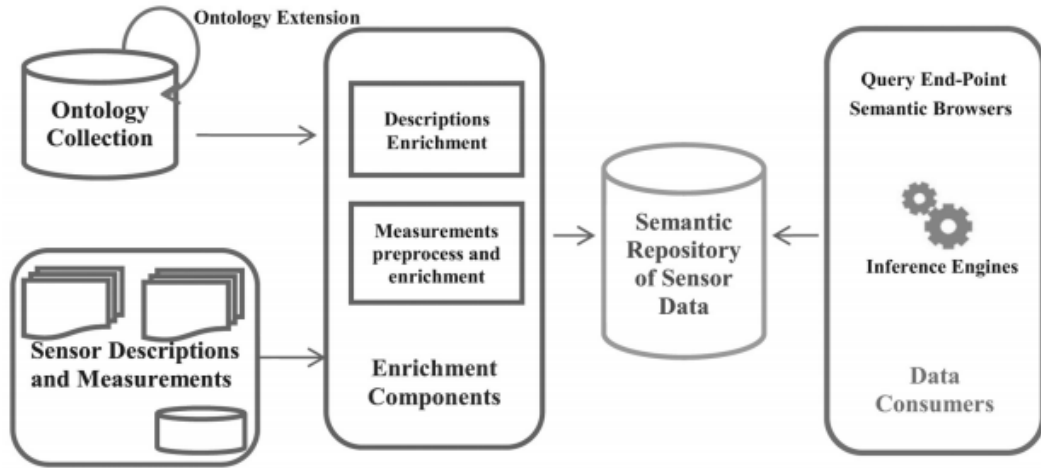 Ontology Extension
Ontology
Collection
Sensor Descriptions
and Measurements
Descriptions
Enrichment
Measurements
preprocess and
enrichment
Enrichment
Components
Semantic
Repository
of Sensor
Data
Query End-Point
Semantic Browsers
Inference Engines
Data
Consumers